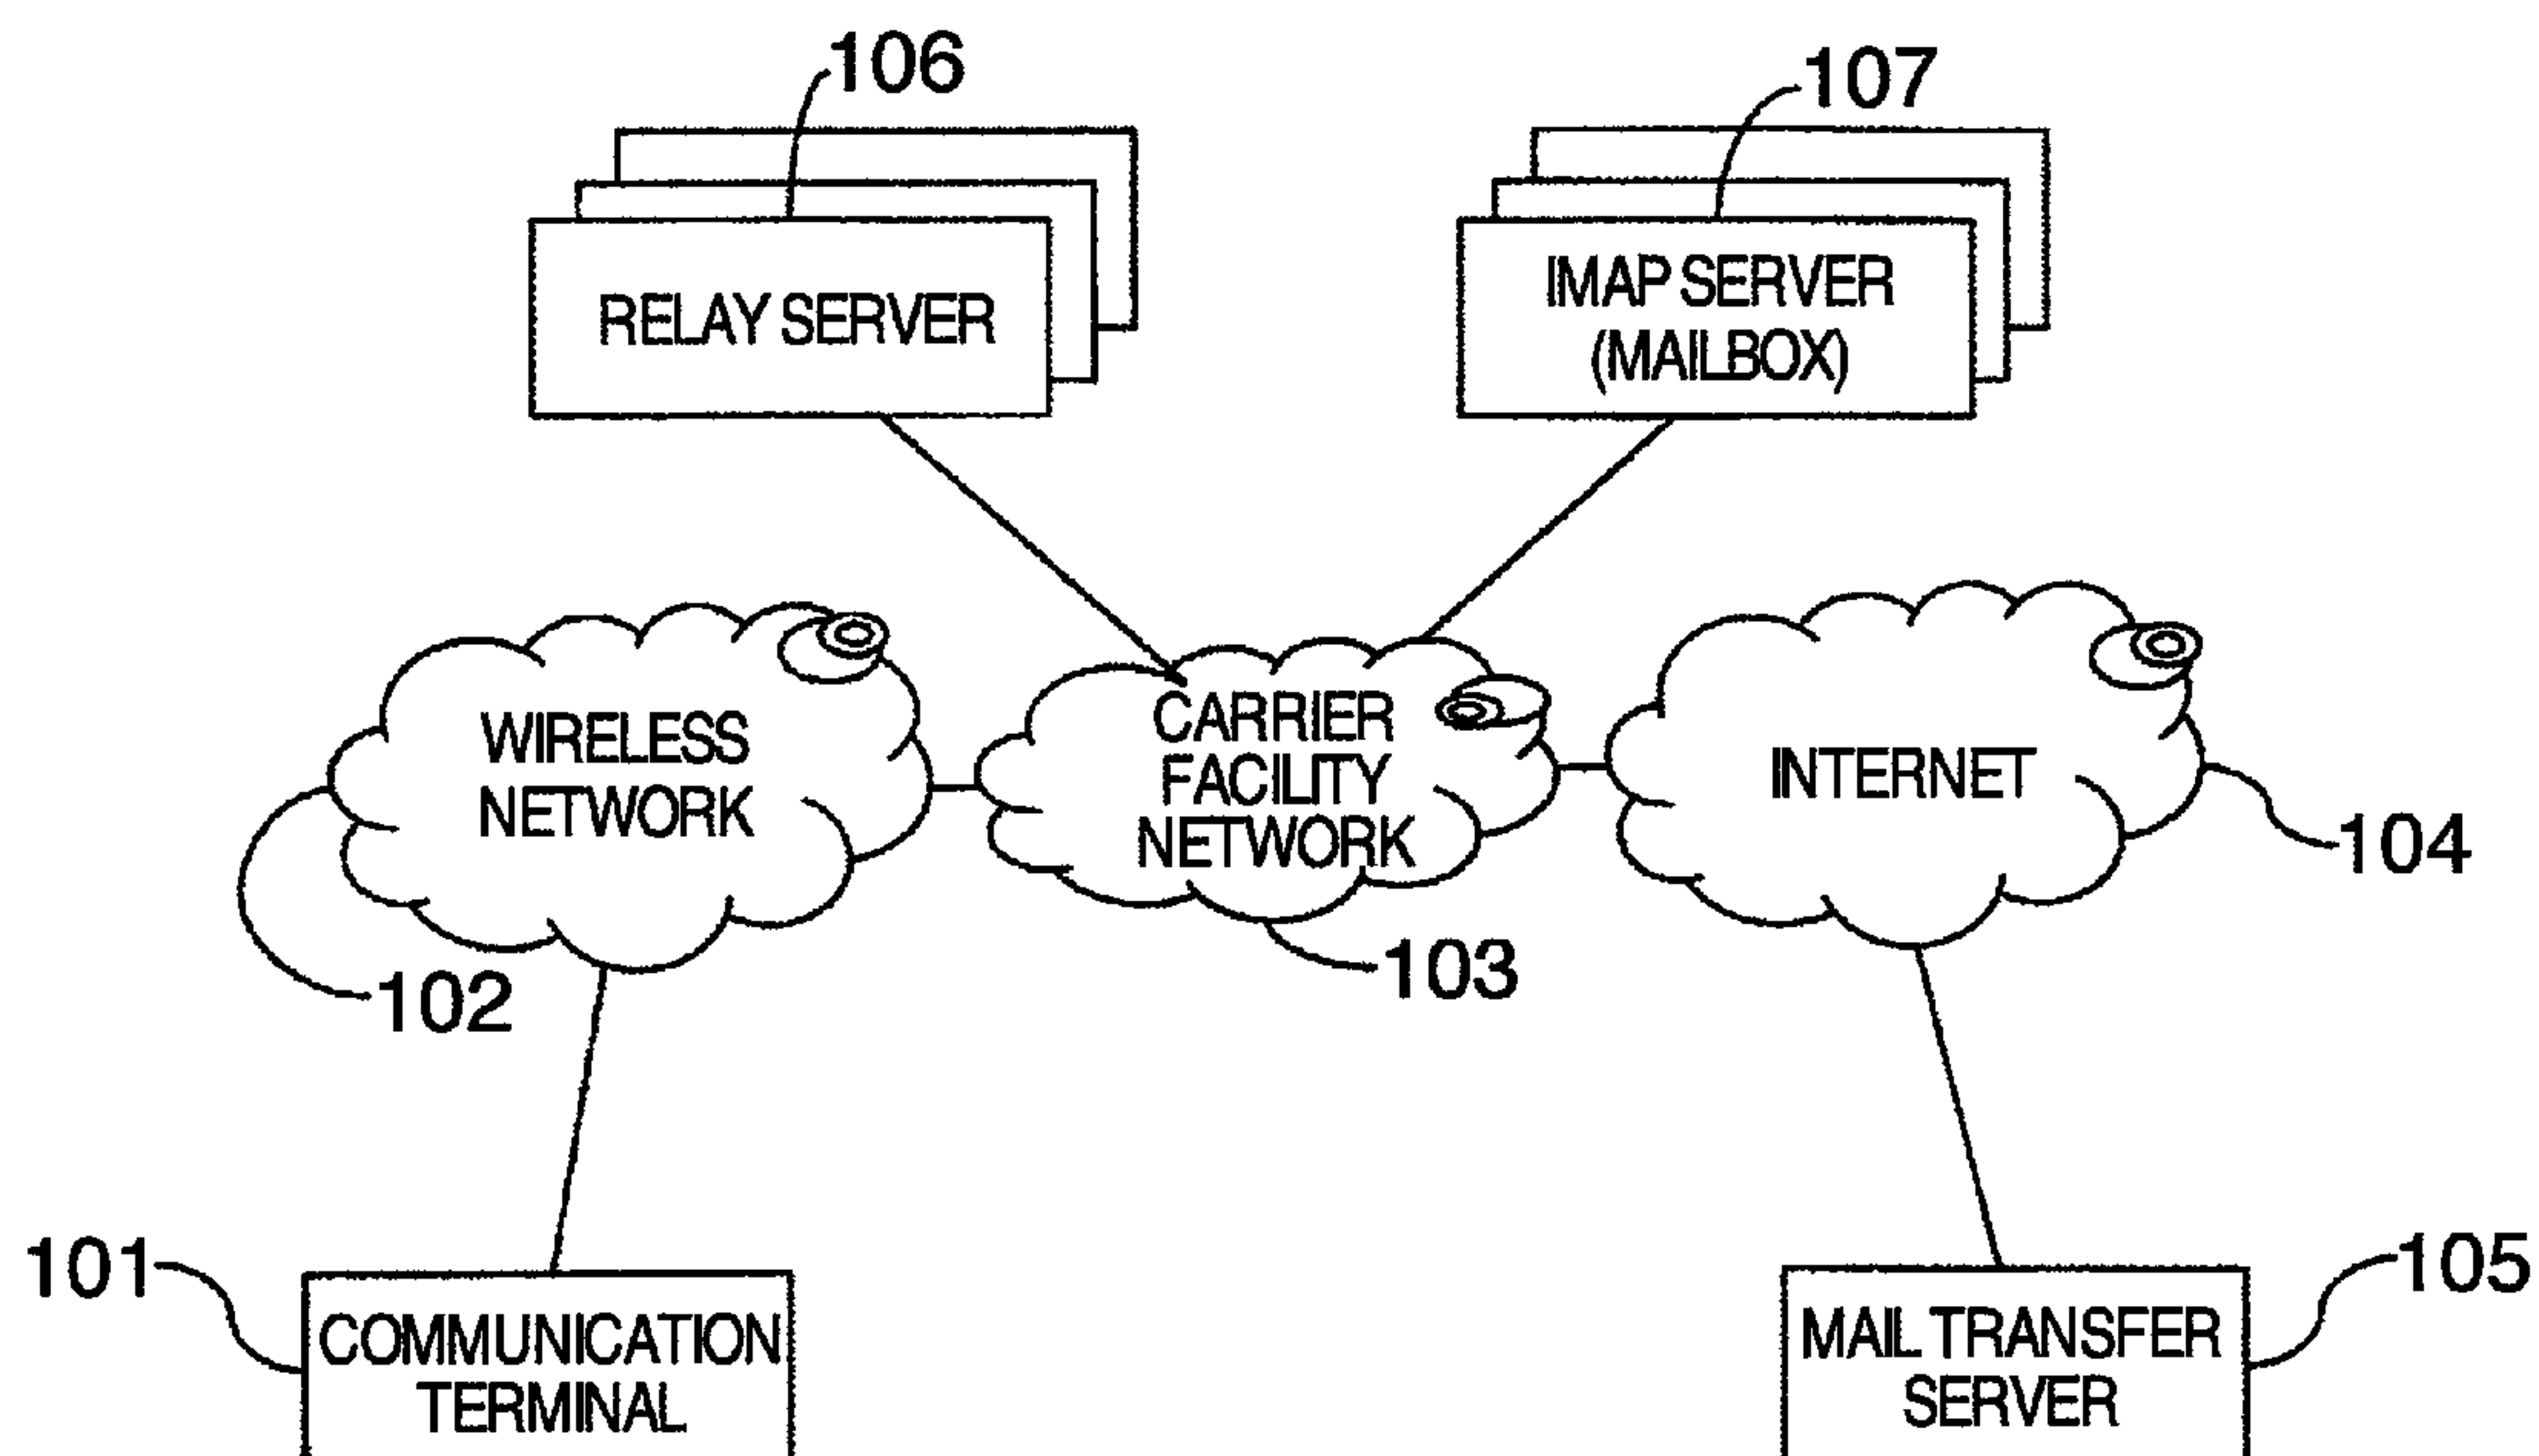 106
107
RELAY SERVER
IMAP SERVER
(MAILBOX)
WIRELESS
NETWORK
CARRIER
FACILITY
NETWORK
INTERNET
104
102
103
101
COMMUNICATION
TERMINAL
105
MAIL TRANSFER
SERVER